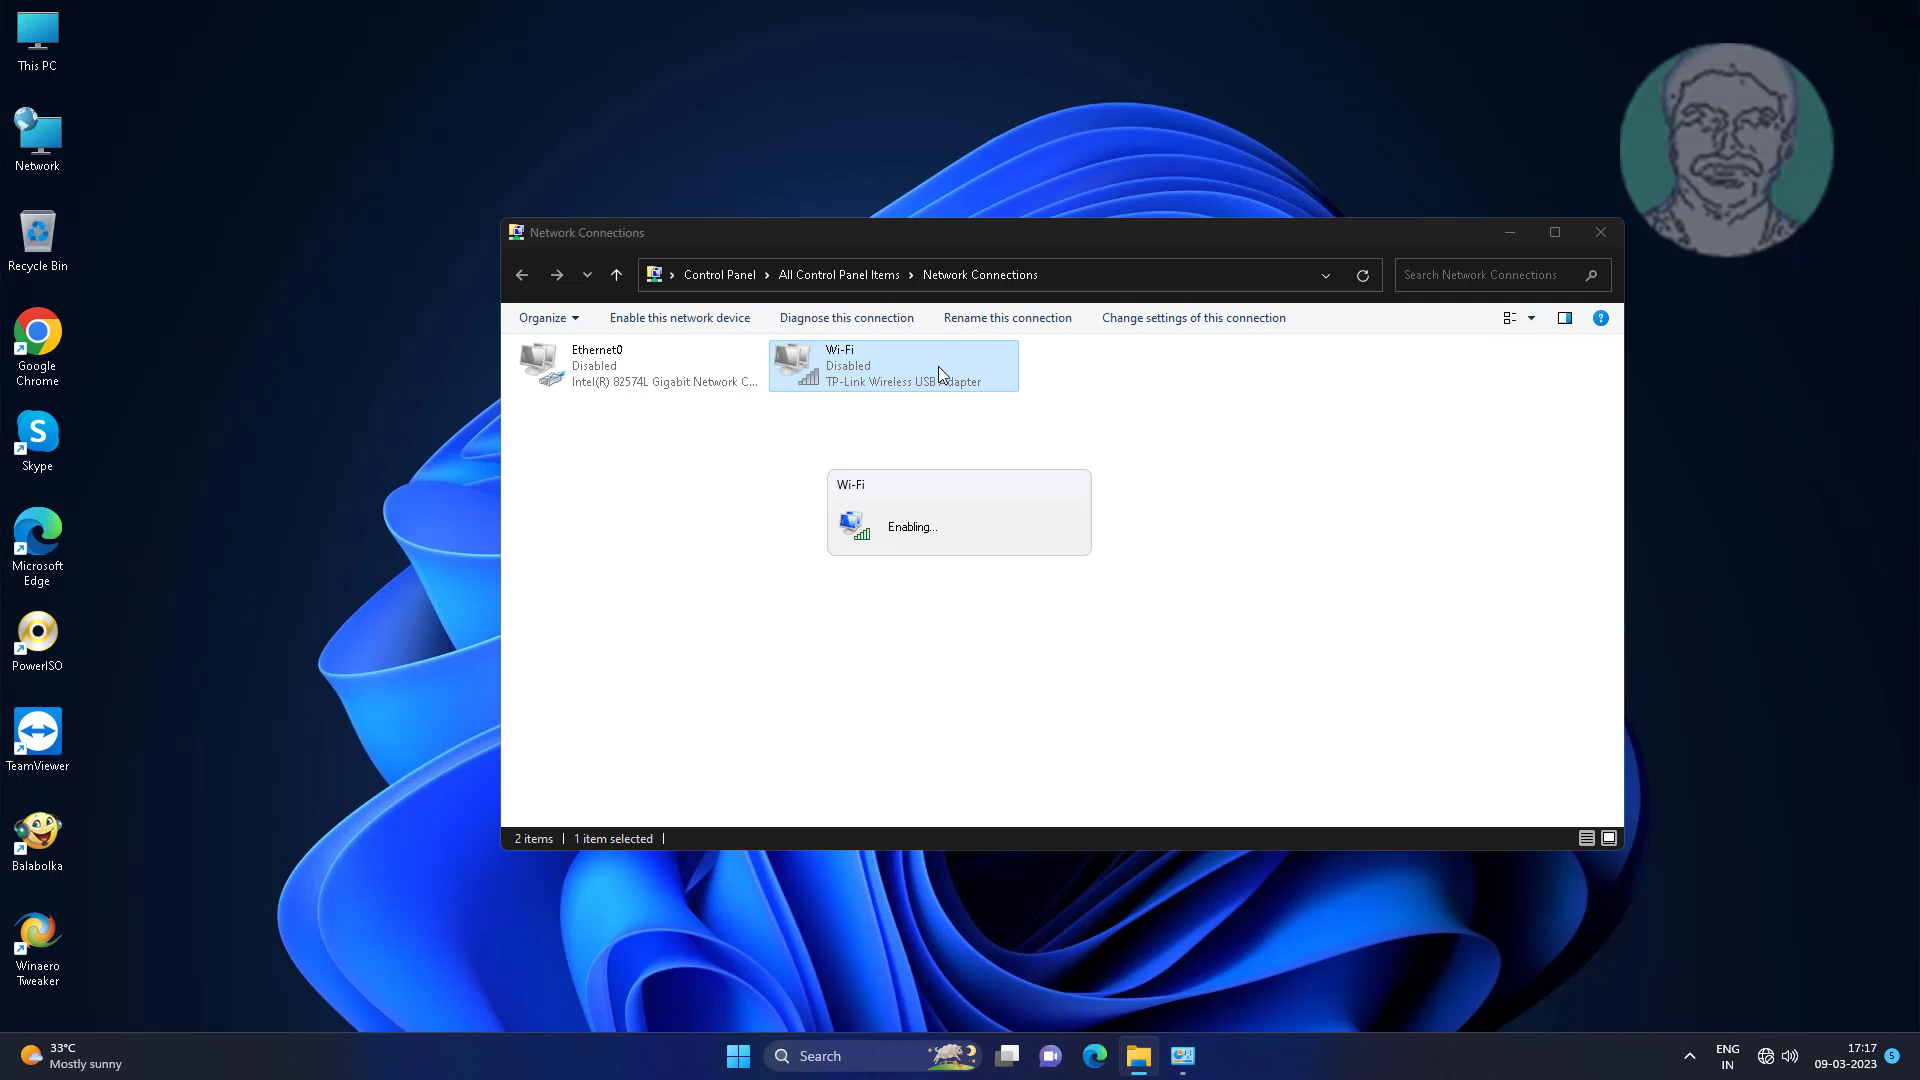 This PC
Network
Recycle Bin
Google
Chrome
Skype
Microsoft
Edge
PowerISO
TeamViewer
Balabolka
Winaero
Tweaker
Network Connections
Control Panel > All Control Panel Items > Network Connections
Search Network Connections
Organize
Enable this network device
Diagnose this connection
Rename this connection
Change settings of this connection
?
Ethernet0
Disabled
Intel(R) 82574L Gigabit Network C...
Wi-Fi
Disabled
TP-Link Wireless USB Adapter
Wi-Fi
Enabling...
2 items
1 item selected
33°C
Mostly sunny
Search
ENG
IN
17:17
09-03-2023
5